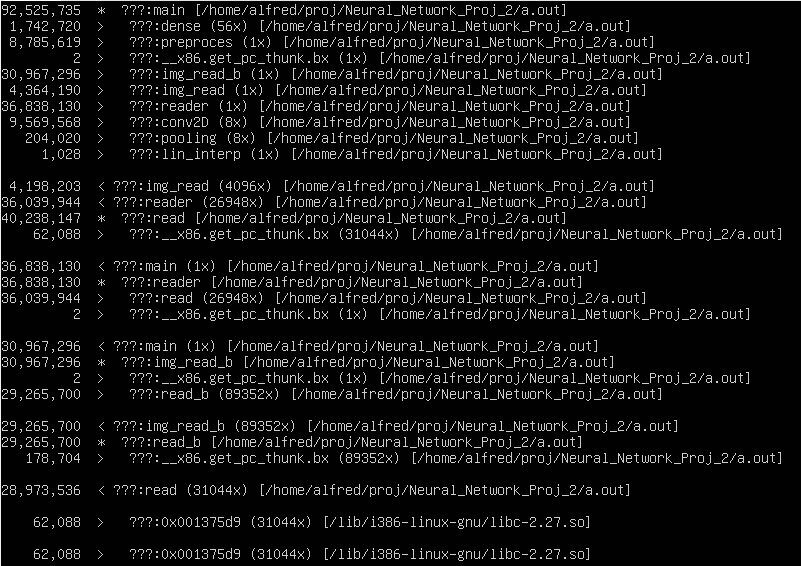 92,525,735 * ???:main [/home/alfred/proj/Neural_Network_Proj_2/a.out]
1,742,720 > ???:dense (56x) [/home/alfred/proj/Neural_Network_Proj_2/a.out]
8,785,619 > ???:preproces (1x) [/home/alfred/proj/Neural_Network_Proj_2/a.out]
2 > ???:__x86.get_pc_thunk.bx (1x) [/home/alfred/proj/Neural_Network_Proj_2/a.out]
30,967,296 > ???:img_read_b (1x) [/home/alfred/proj/Neural_Network_Proj_2/a.out]
4,364,190 > ???:img_read (1x) [/home/alfred/proj/Neural_Network_Proj_2/a.out]
36,838,130 > ???:reader (1x) [/home/alfred/proj/Neural_Network_Proj_2/a.out]
9,569,568 > ???:conv2D (8x) [/home/alfred/proj/Neural_Network_Proj_2/a.out]
204,020 > ???:pooling (8x) [/home/alfred/proj/Neural_Network_Proj_2/a.out]
1,028 > ???:lin_interp (1x) [/home/alfred/proj/Neural_Network_Proj_2/a.out]
4,198,203 < ???:img_read (4096x) [/home/alfred/proj/Neural_Network_Proj_2/a.out]
36,039,944 < ???:reader (26948x) [/home/alfred/proj/Neural_Network_Proj_2/a.out]
40,238,147 * ???:read [/home/alfred/proj/Neural_Network_Proj_2/a.out]
62,088 > ???:__x86.get_pc_thunk.bx (31044x) [/home/alfred/proj/Neural_Network_Proj_2/a.out]
36,838,130 < ???:main (1x) [/home/alfred/proj/Neural_Network_Proj_2/a.out]
36,838,130 * ???:reader [/home/alfred/proj/Neural_Network_Proj_2/a.out]
36,039,944 > ???:read (26948x) [/home/alfred/proj/Neural_Network_Proj_2/a.out]
2 > ???:__x86.get_pc_thunk.bx (1x) [/home/alfred/proj/Neural_Network_Proj_2/a.out]
30,967,296 < ???:main (1x) [/home/alfred/proj/Neural_Network_Proj_2/a.out]
30,967,296 * ???:img_read_b [/home/alfred/proj/Neural_Network_Proj_2/a.out]
2 > ???:__x86.get_pc_thunk.bx (1x) [/home/alfred/proj/Neural_Network_Proj_2/a.out]
29,265,700 > ???:read_b (89352x) [/home/alfred/proj/Neural_Network_Proj_2/a.out]
29,265,700 < ???:img_read_b (89352x) [/home/alfred/proj/Neural_Network_Proj_2/a.out]
29,265,700 * ???:read_b [/home/alfred/proj/Neural_Network_Proj_2/a.out]
178,704 > ???:__x86.get_pc_thunk.bx (89352x) [/home/alfred/proj/Neural_Network_Proj_2/a.out]
28,973,536 < ???:read (31044x) [/home/alfred/proj/Neural_Network_Proj_2/a.out]
62,088 > ???:0x001375d9 (31044x) [/lib/i386-linux-gnu/libc-2.27.so]
62,088 > ???:0x001375d9 (31044x) [/lib/i386-linux-gnu/libc-2.27.so]